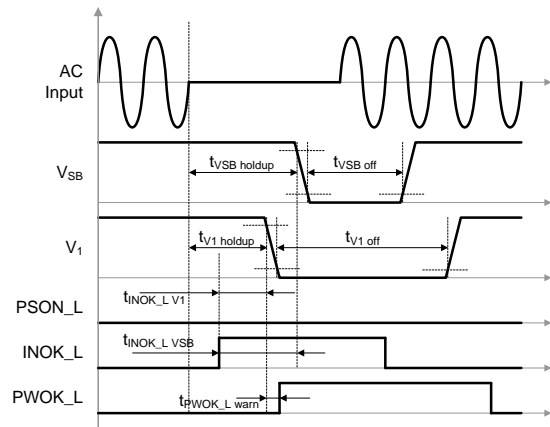 AC
Input
VSB
tVSB holdup
tVSB off
V1
tV1 holdup
tV1 off
PSON_L
tINOK_L V1
INOK_L
tINOK_L VSB
PWOK_L
tPWOK_L warn